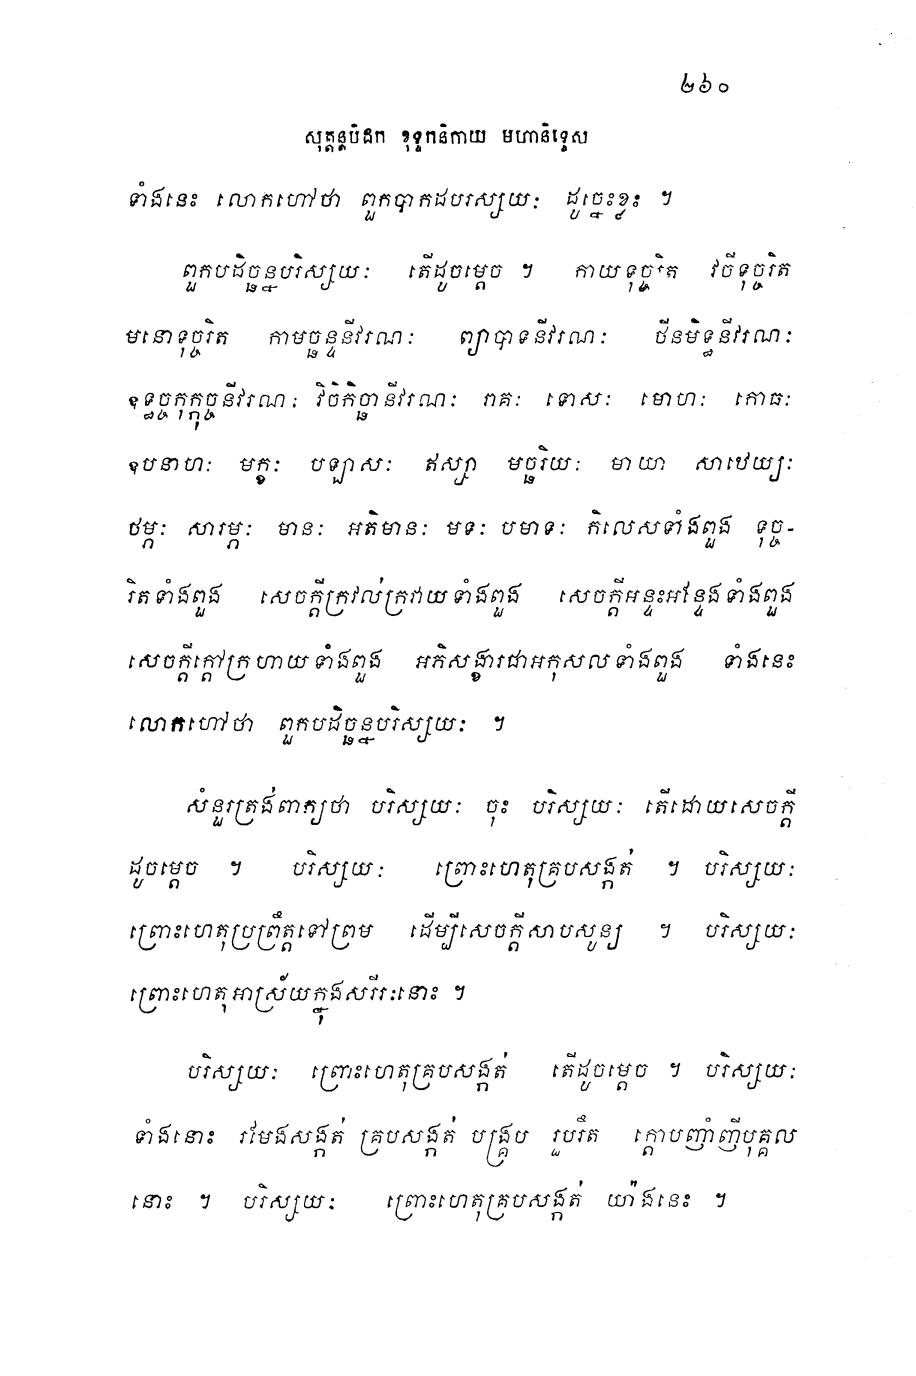 ២៦០
សុត្តន្តបិដក ខុទ្ទកនិកាយ មហានិទ្ទេស
ទាំងនេះ លោកហៅថា ពួកបាកដបរស្សយៈ ដូច្នេះខ្លះ ។
ពួកបដិច្ឆន្នបរិស្សយៈ តើដូចម្តេច ។ កាយទុច្ចរិត វចីទុច្ចរិត
មនោទុច្ចរិត កាមច្ឆន្ទនីវរណៈ ព្យាបាទនីវរណៈ ថីនមិទ្ធនីវរណៈ
ឧទ្ធច្ចកុក្កុច្ចនីវរណៈ វិចិកិច្ឆានីវរណៈ រាគៈ ទោសៈ មោហៈ កោធៈ
ឧបនាហៈ មក្ខៈ បឡាសៈ ឥស្សា មច្ឆរិយៈ មាយា សាឋេយ្យៈ
ថម្ភៈ សារម្ភៈ មានៈ អតិមានៈ មទៈ បមាទៈ កិលេសទាំងពួង ទុច្ច-
រិតទាំងពួង សេចក្តីក្រវល់ក្រវាយទាំងពួង សេចក្តីអន្ទះអន្ទែងទាំងពួង
សេចក្តីក្តៅក្រហាយទាំងពួង អភិសង្ខារជាអកុសលទាំងពួង ទាំងនេះ
លោកហៅថា ពួកបដិច្ឆន្នបរិស្សយៈ ។
សំនួរត្រង់ពាក្យថា បរិស្សយៈ ចុះ បរិស្សយៈ តើដោយសេចក្តី
ដូចម្តេច ។ បរិស្សយៈ ព្រោះហេតុគ្របសង្កត់ ។ បរិស្សយៈ
ព្រោះហេតុប្រព្រឹត្តទៅព្រម ដើម្បីសេចក្តីសាបសូន្យ ។ បរិស្សយៈ
ព្រោះហេតុអាស្រ័យក្នុងសរីរៈនោះ ។
បរិស្សយៈ ព្រោះហេតុគ្របសង្កត់ តើដូចម្តេច ។ បរិស្សយៈ
ទាំងនោះ រមែងសង្កត់ គ្របសង្កត់ បង្គ្រប រួបរឹត ក្តោបញាំញីបុគ្គល
នោះ ។ បរិស្សយៈ ព្រោះហេតុគ្របសង្កត់ យ៉ាងនេះ ។